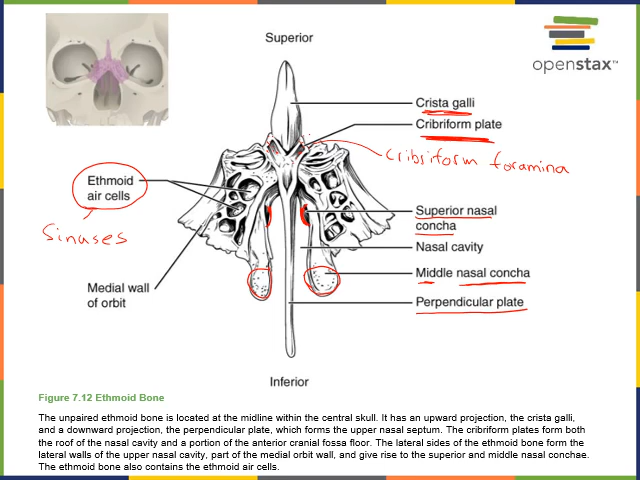 Superior
openstax™
Crista galli
Cribriform plate
Cribriform foramina
Ethmoid
air cells
Sinuses
Superior nasal
concha
Nasal cavity
Medial wall
of orbit
Middle nasal concha
Perpendicular plate
Inferior
Figure 7.12 Ethmoid Bone
The unpaired ethmoid bone is located at the midline within the central skull. It has an upward projection, the crista galli,
and a downward projection, the perpendicular plate, which forms the upper nasal septum. The cribriform plates form both
the roof of the nasal cavity and a portion of the anterior cranial fossa floor. The lateral sides of the ethmoid bone form the
lateral walls of the upper nasal cavity, part of the medial orbit wall, and give rise to the superior and middle nasal conchae.
The ethmoid bone also contains the ethmoid air cells.